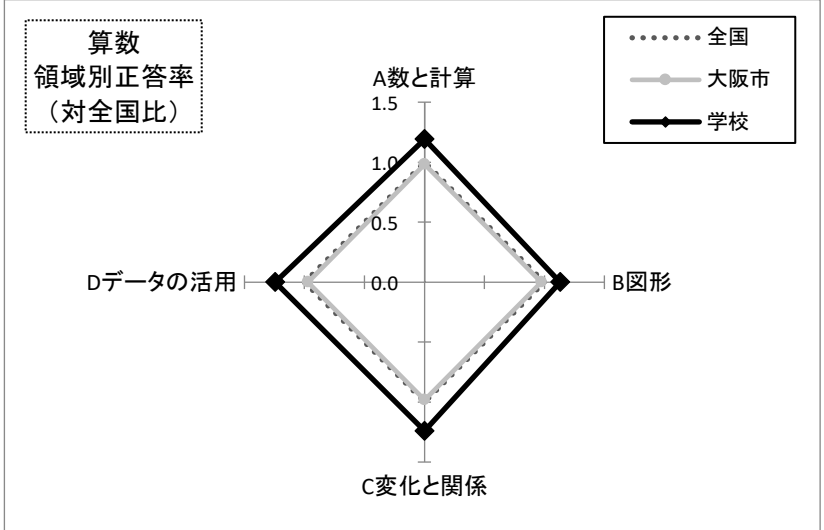 算数
領域別正答率
（対全国比）
全国
大阪市
学校
A数と計算
1.5
1.0
0.5
0.0
Dデータの活用
B図形
C変化と関係